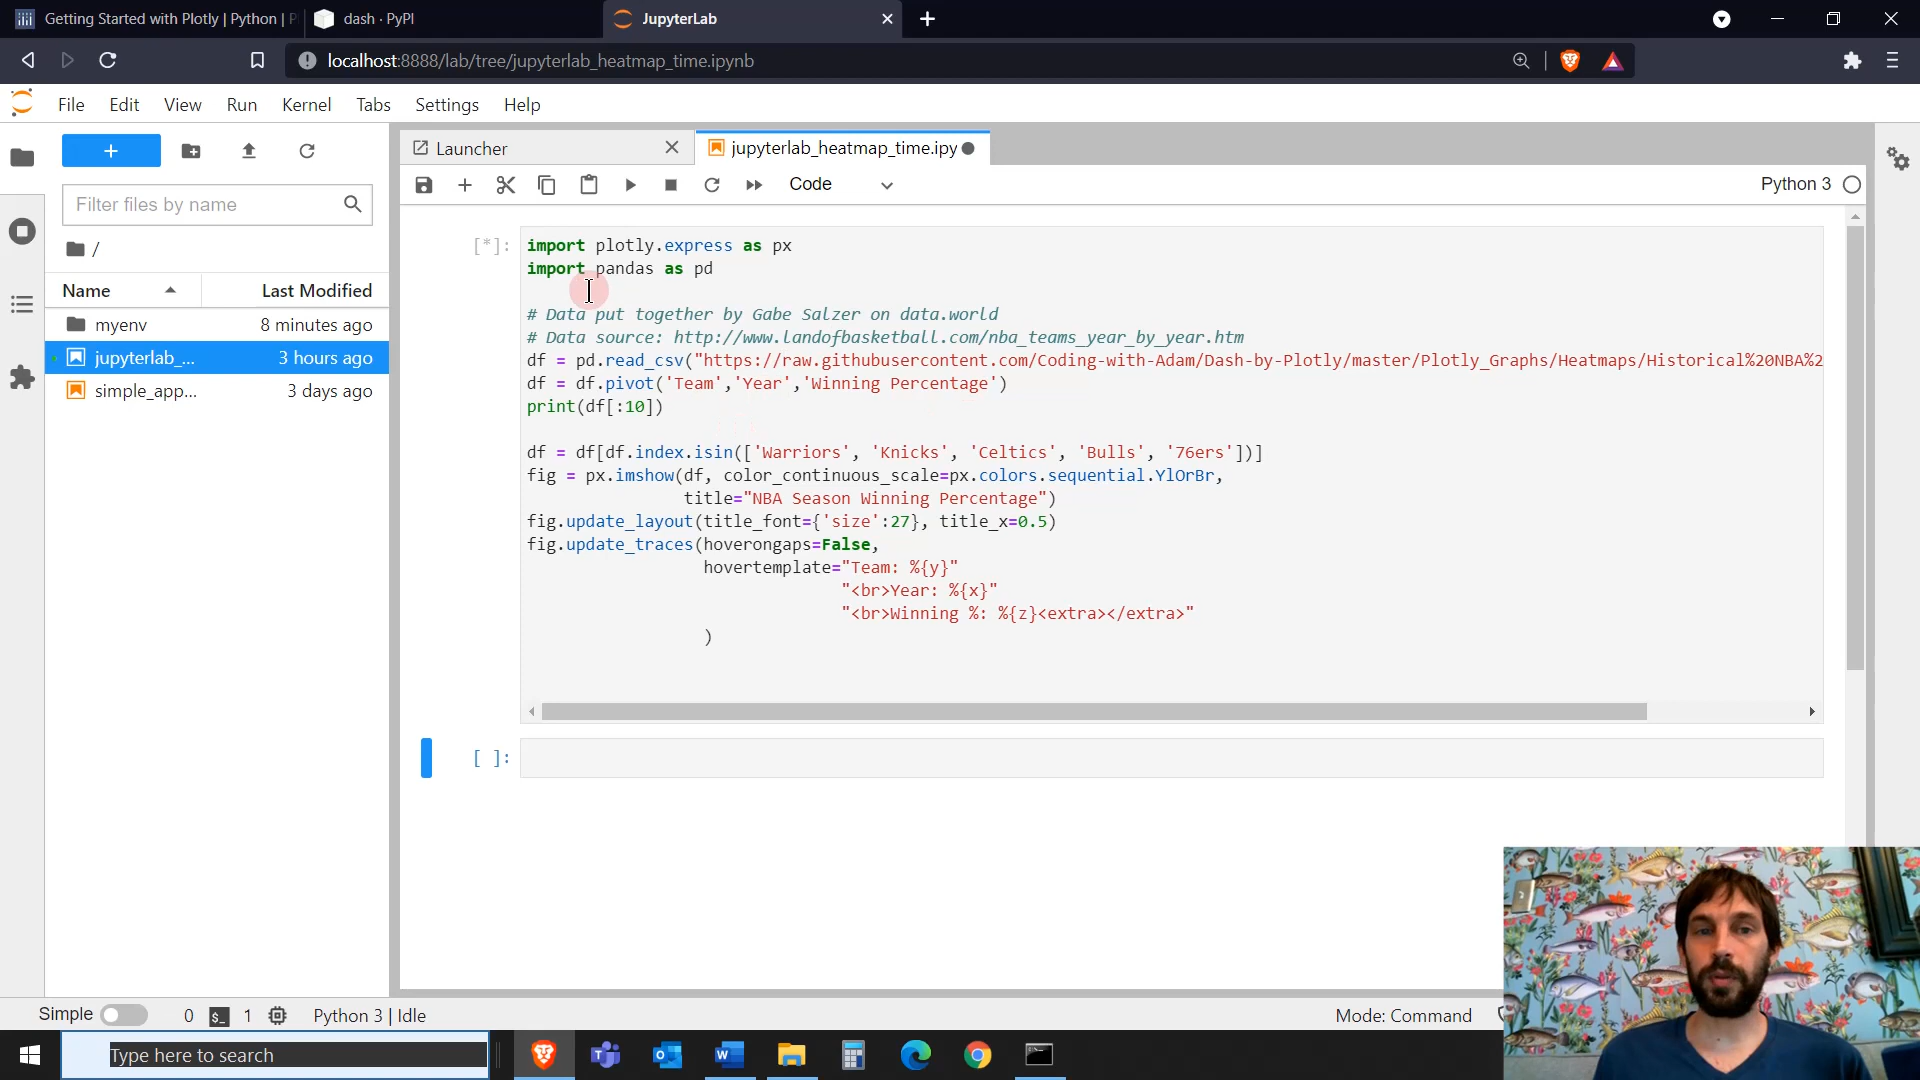 Getting Started with Plotly | Python |
dash · PyPI
JupyterLab
localhost:8888/lab/tree/jupyterlab_heatmap_time.ipynb
File Edit View Run Kernel Tabs Settings Help
Launcher
jupyterlab_heatmap_time.ipy
Code
Python 3
Filter files by name
/
Name
Last Modified
myenv
8 minutes ago
jupyterlab_...
3 hours ago
simple_app...
3 days ago
[*]:
import plotly.express as px
import pandas as pd
# Data put together by Gabe Salzer on data.world
# Data source: http://www.landofbasketball.com/nba_teams_year_by_year.htm
df = pd.read_csv("https://raw.githubusercontent.com/Coding-with-Adam/Dash-by-Plotly/master/Plotly_Graphs/Heatmaps/Historical%20NBA%2
df = df.pivot('Team','Year','Winning Percentage')
print(df[:10])
df = df[df.index.isin(['Warriors', 'Knicks', 'Celtics', 'Bulls', '76ers'])]
fig = px.imshow(df, color_continuous_scale=px.colors.sequential.YlOrBr,
title="NBA Season Winning Percentage")
fig.update_layout(title_font={'size':27}, title_x=0.5)
fig.update_traces(hoverongaps=False,
hovertemplate="Team: %{y}"
"<br>Year: %{x}"
"<br>Winning %: %{z}<extra></extra>"
)
[ ]:
Simple
0
$_
1
Python 3 | Idle
Mode: Command
Type here to search